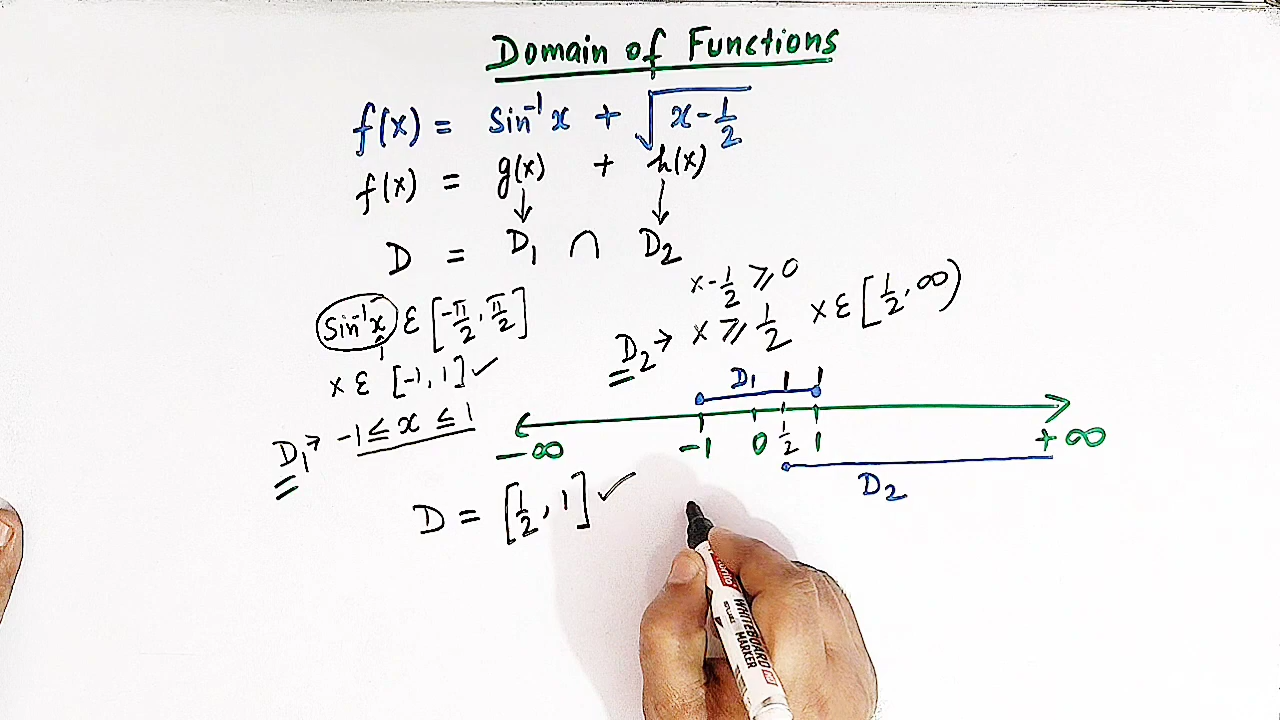 Domain of Functions
f(x) = Sin⁻¹x + √(x - 1/2)
f(x) = g(x) + h(x)
↓ ↓
D = D₁ ∩ D₂
Sin⁻¹x ε [-π/2, π/2]
x ε [-1, 1] ✓
D₁→ -1 ≤ x ≤ 1
x - 1/2 ≥ 0
D₂→ x ≥ 1/2 x ε [1/2, ∞)
D₁
-∞ -1 0 1/2 1 +∞
D₂
D = [1/2, 1] ✓
WHITEBOARD
MARKER